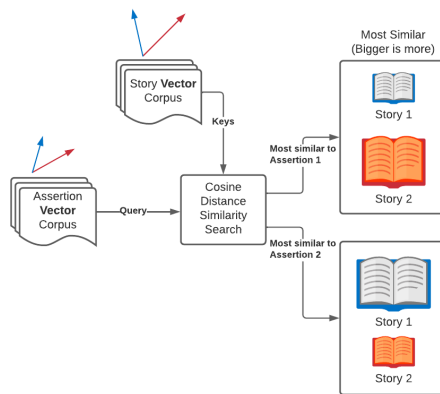 Most Similar
(Bigger is more)
Story Vector
Corpus
Keys
Story 1
Most similar to
Assertion 1
Story 2
Assertion
Vector
Corpus
Query
Cosine
Distance
Similarity
Search
Most similar to
Assertion 2
Story 1
Story 2